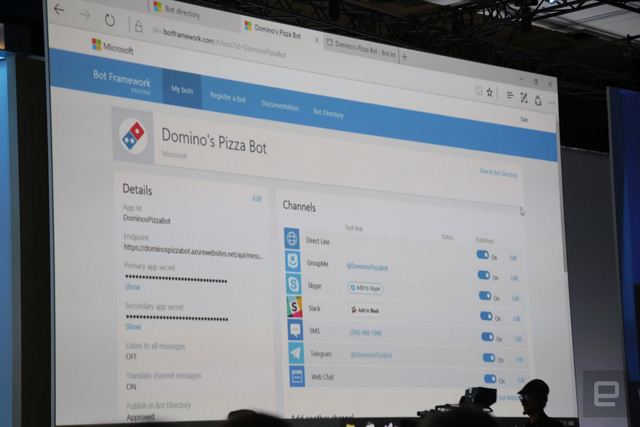 Bot directory
Domino's Pizza Bot
Domino's Pizza Bot - Bot
dev.botframework.com/#/bots?id=DominosPizzaBot
Microsoft
Dan
Bot Framework
PREVIEW
My bots
Register a bot
Documentation
Bot Directory
Domino's Pizza Bot
Microsoft
View in Bot Directory
Details
Edit
App Id
DominosPizzaBot
Endpoint
https://dominospizzabot.azurewebsites.net/api/mess...
Primary app secret
Show
Secondary app secret
Show
Listen to all messages
OFF
Translate channel messages
ON
Publish in Bot Directory
Approved
Channels
Test link
Status
Published
Direct Line
On
Edit
GroupMe
@DominosPizzaBot
On
Edit
Skype
Add to Skype
On
Edit
Slack
Add to Slack
On
Edit
SMS
On
Edit
Telegram
@DominosPizzaBot
On
Edit
Web Chat
On
Edit
Add another channel
e